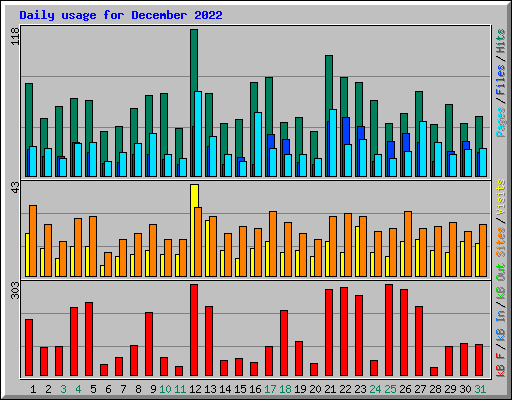 Daily usage for December 2022
118
Pages / Files / Hits
43
kB F / kB In / kB Out Sites / Visits
303
1 2 3 4 5 6 7 8 9 10 11 12 13 14 15 16 17 18 19 20 21 22 23 24 25 26 27 28 29 30 31